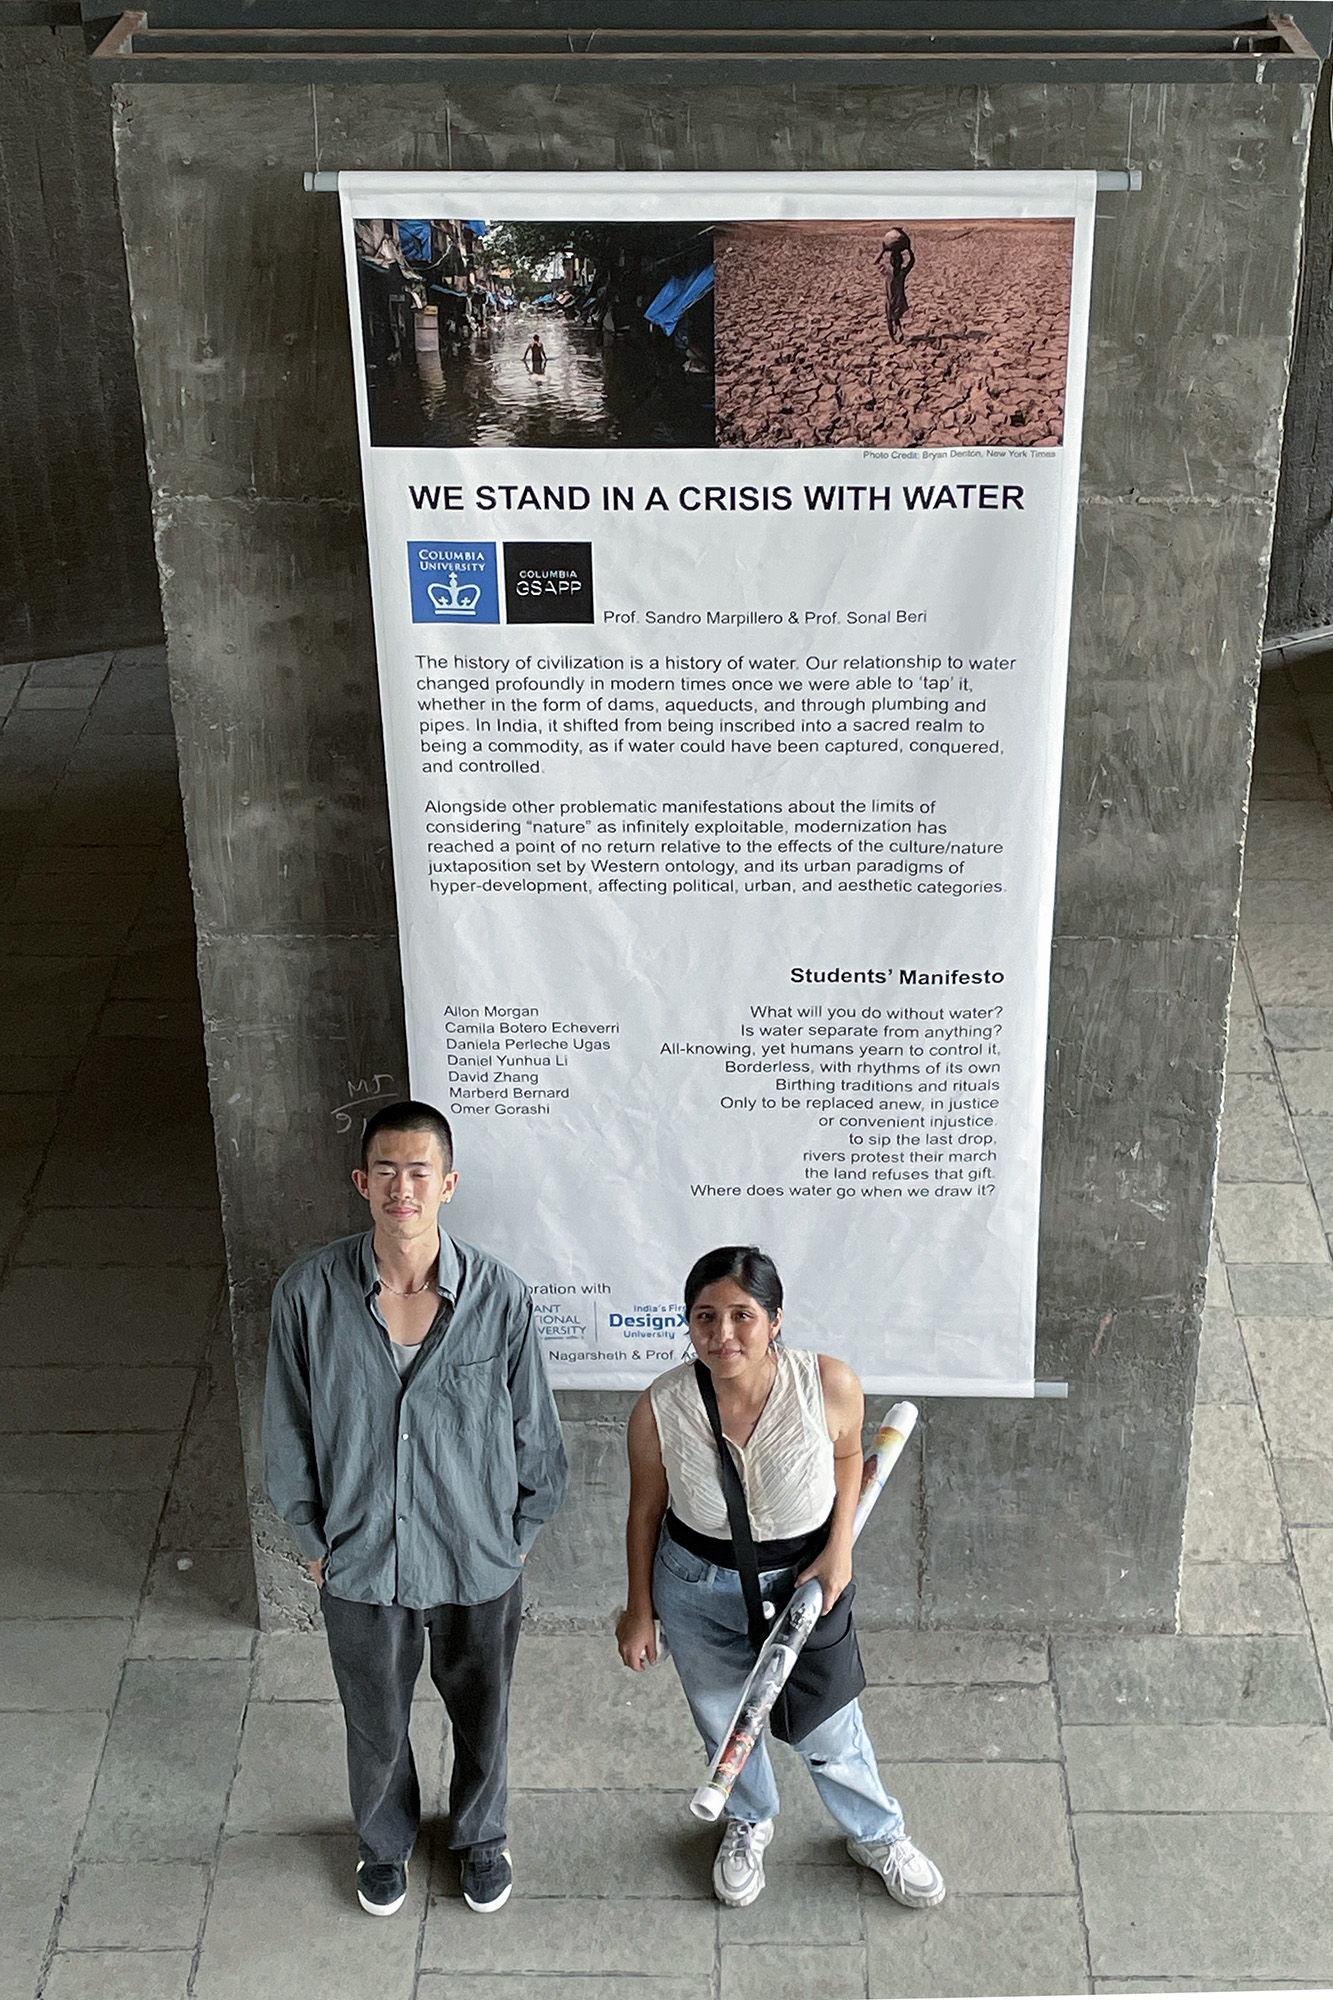 Photo Credit: Bryan Denton, New York Times
WE STAND IN A CRISIS WITH WATER
COLUMBIA
UNIVERSITY
COLUMBIA
GSAPP
Prof. Sandro Marpillero & Prof. Sonal Beri
The history of civilization is a history of water. Our relationship to water
changed profoundly in modern times once we were able to ‘tap’ it,
whether in the form of dams, aqueducts, and through plumbing and
pipes. In India, it shifted from being inscribed into a sacred realm to
being a commodity, as if water could have been captured, conquered,
and controlled.
Alongside other problematic manifestations about the limits of
considering “nature” as infinitely exploitable, modernization has
reached a point of no return relative to the effects of the culture/nature
juxtaposition set by Western ontology, and its urban paradigms of
hyper-development, affecting political, urban, and aesthetic categories.
Allon Morgan
Camila Botero Echeverri
Daniela Perleche Ugas
Daniel Yunhua Li
David Zhang
Marberd Bernard
Omer Gorashi
Students’ Manifesto
What will you do without water?
Is water separate from anything?
All-knowing, yet humans yearn to control it,
Borderless, with rhythms of its own
Birthing traditions and rituals
Only to be replaced anew, in justice
or convenient injustice.
to sip the last drop,
rivers protest their march
the land refuses that gift.
Where does water go when we draw it?
with
India's
DesignX
University
Nagarsheth & Prof.